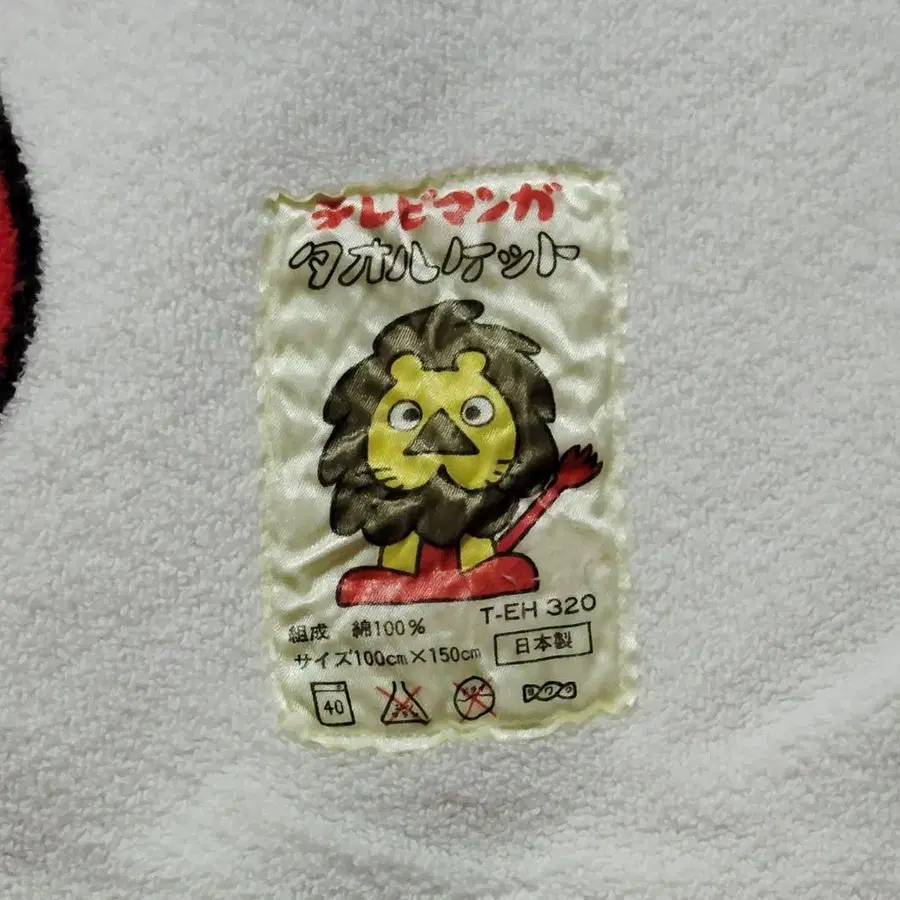 テレビマンガ
タオルケット
T-EH 320
組成 綿100%
サイズ100cm×150cm
日本製
40